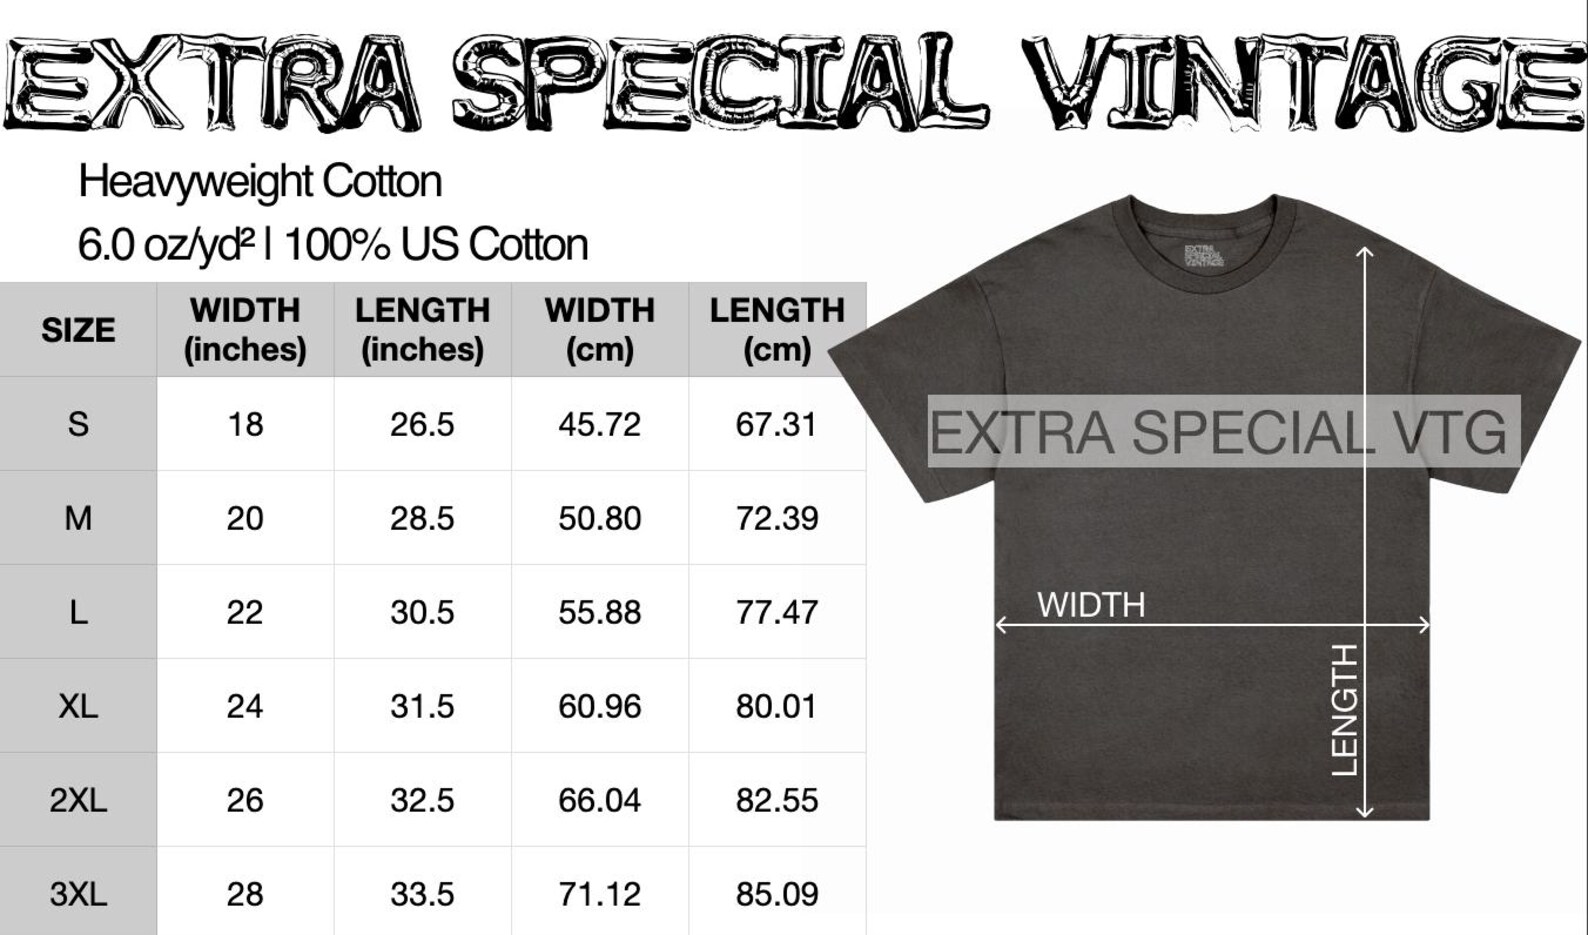 EXTRA SPECIAL VINTAGE
Heavyweight Cotton
6.0 oz/yd² | 100% US Cotton
SIZE WIDTH (inches) LENGTH (inches) WIDTH (cm) LENGTH (cm)
S 18 26.5 45.72 67.31
M 20 28.5 50.80 72.39
L 22 30.5 55.88 77.47
XL 24 31.5 60.96 80.01
2XL 26 32.5 66.04 82.55
3XL 28 33.5 71.12 85.09
EXTRA
SPECIAL
VINTAGE
EXTRA SPECIAL VTG
WIDTH
LENGTH